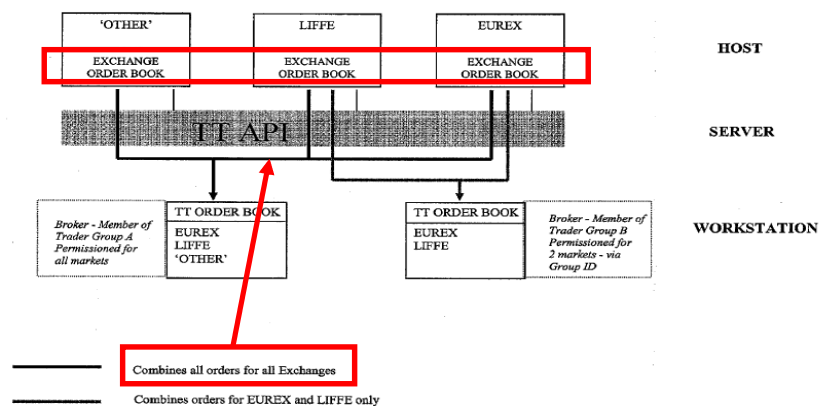 ‘OTHER’
LIFFE
EUREX
HOST
EXCHANGE
ORDER BOOK
EXCHANGE
ORDER BOOK
EXCHANGE
ORDER BOOK
TT API
SERVER
Broker - Member of
Trader Group A
Permissioned for
all markets
TT ORDER BOOK
EUREX
LIFFE
‘OTHER’
TT ORDER BOOK
EUREX
LIFFE
Broker - Member of
Trader Group B
Permissioned for
2 markets - via
Group ID
WORKSTATION
Combines all orders for all Exchanges
Combines orders for EUREX and LIFFE only